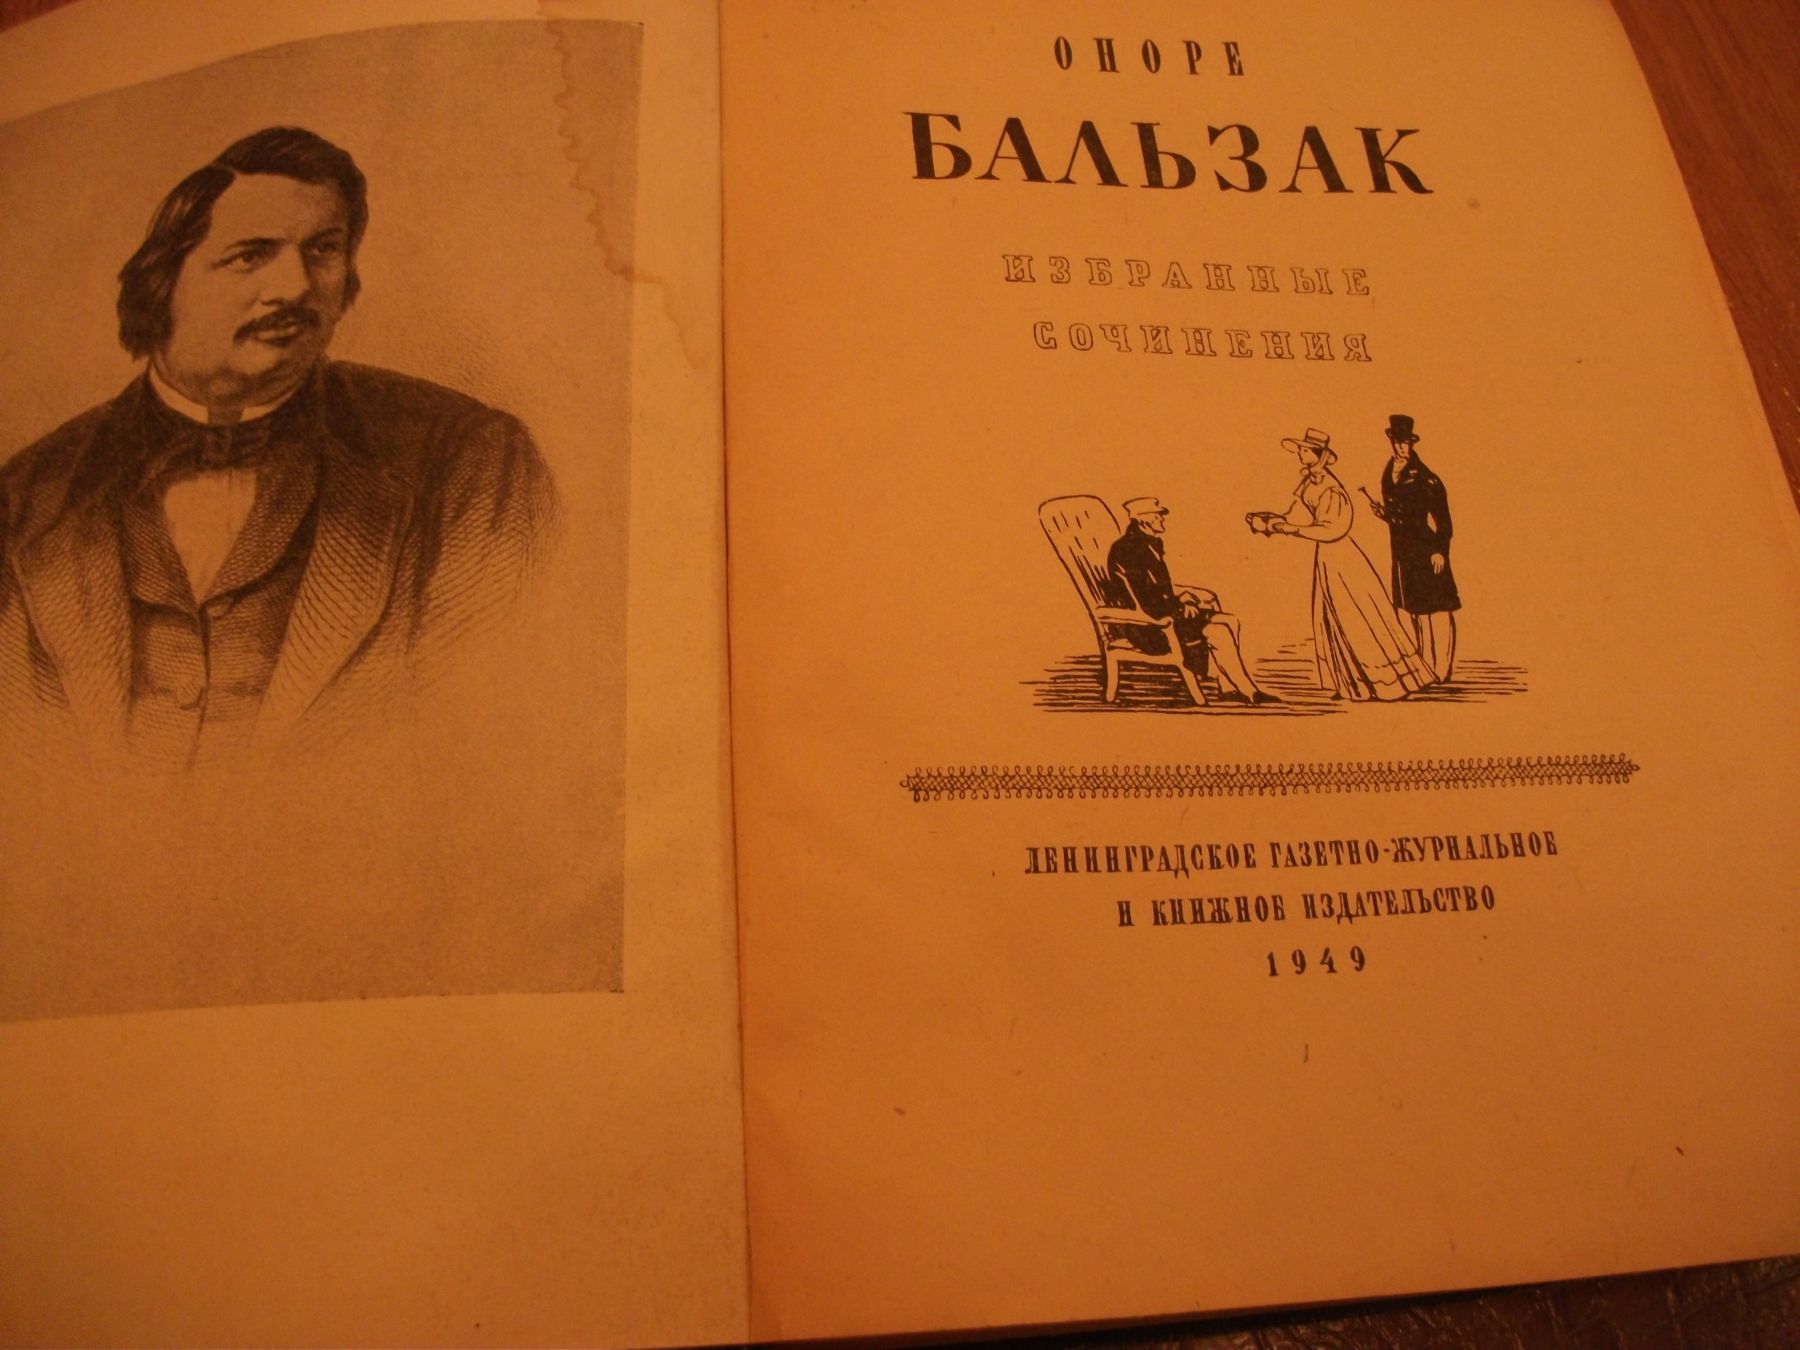 ОНОРЕ
БАЛЬЗАК
ИЗБРАННЫЕ
СОЧИНЕНИЯ
ЛЕНИНГРАДСКОЕ ГАЗЕТНО-ЖУРНАЛЬНОЕ
И КНИЖНОЕ ИЗДАТЕЛЬСТВО
1949